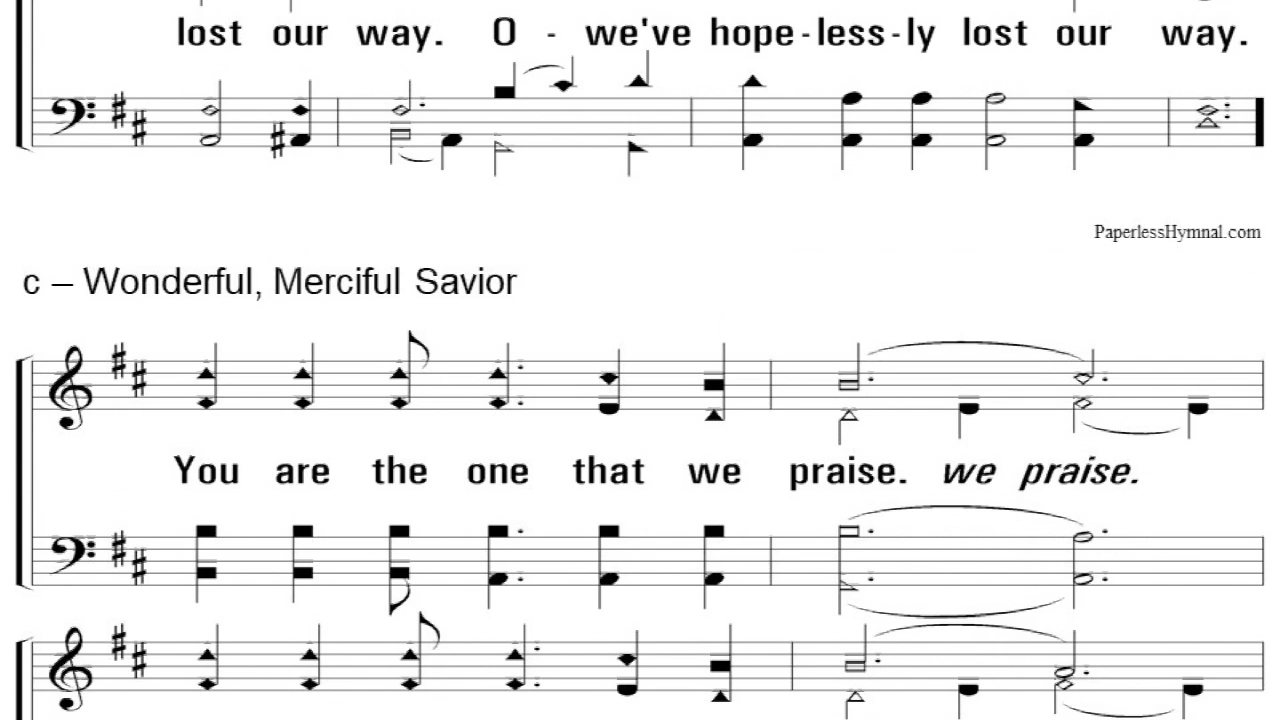 lost our way. O - we've hope-less-ly lost our way.
PaperlessHymnal.com
c – Wonderful, Merciful Savior
You are the one that we praise. we praise.